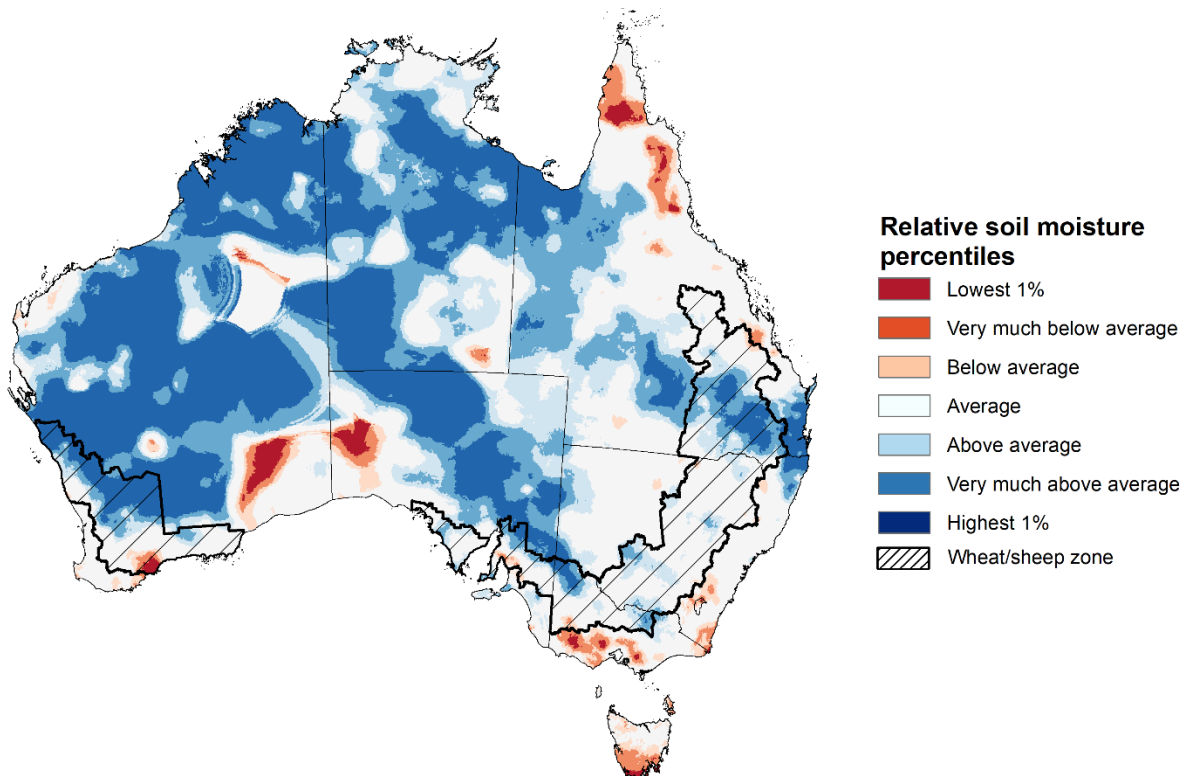 Relative soil moisture
percentiles
Lowest 1%
Very much below average
Below average
Average
Above average
Very much above average
Highest 1%
Wheat/sheep zone